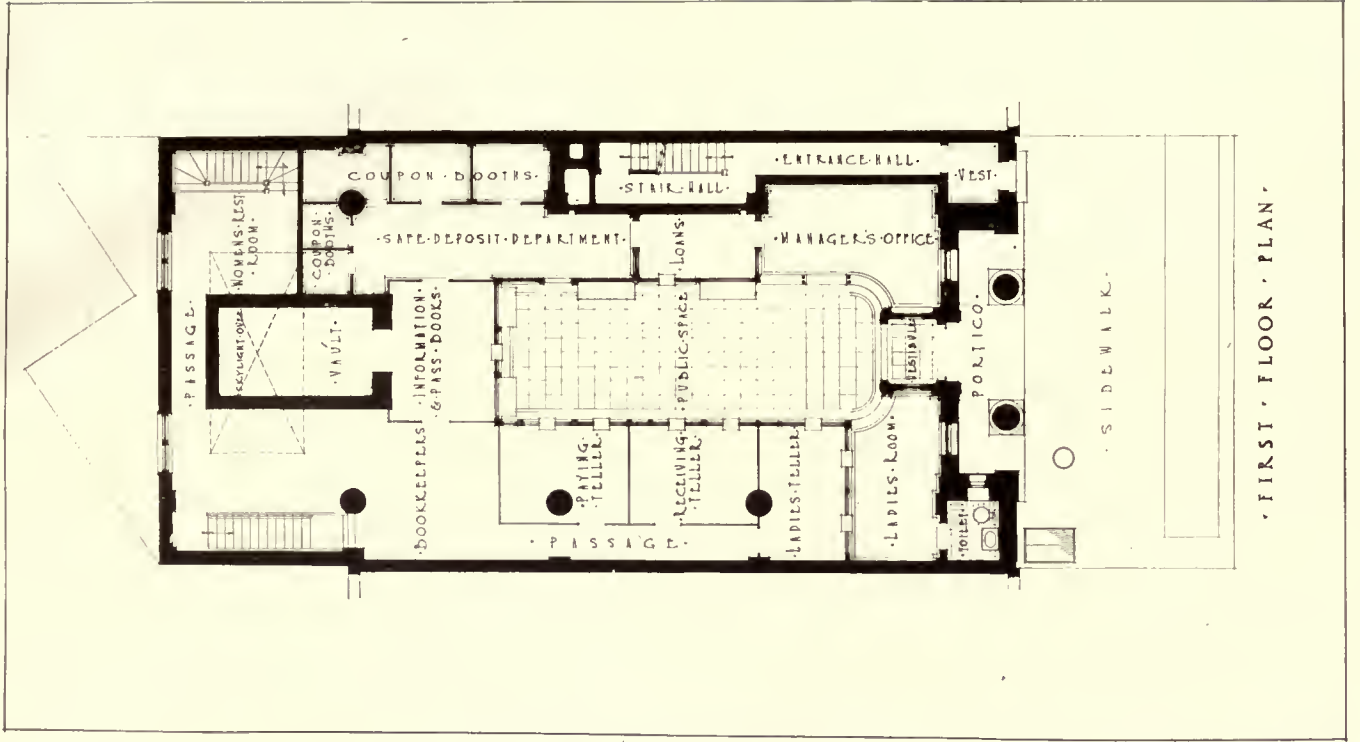 COUPON · BOOTHS ·
· ENTRANCE · HALL ·
· VEST ·
· STAIR · HALL ·
· WOMENS · REST
· ROOM ·
COUPON ·
BOOTHS ·
· SAFE · DEPOSIT · DEPARTMENT ·
· LOANS ·
· MANAGER'S · OFFICE ·
· PASSAGE ·
SKYLIGHT · OVER
· VAULT ·
· INFORMATION ·
& · PASS · BOOKS ·
· PUBLIC · SPACE ·
VESTIBULE
PORTICO ·
· SIDEWALK ·
· FIRST · FLOOR · PLAN ·
· BOOKKEEPERS
· PAYING ·
TELLER ·
· RECEIVING ·
TELLER ·
· LADIES · TELLER ·
· LADIES · ROOM ·
· TOILET ·
· PASSAGE ·